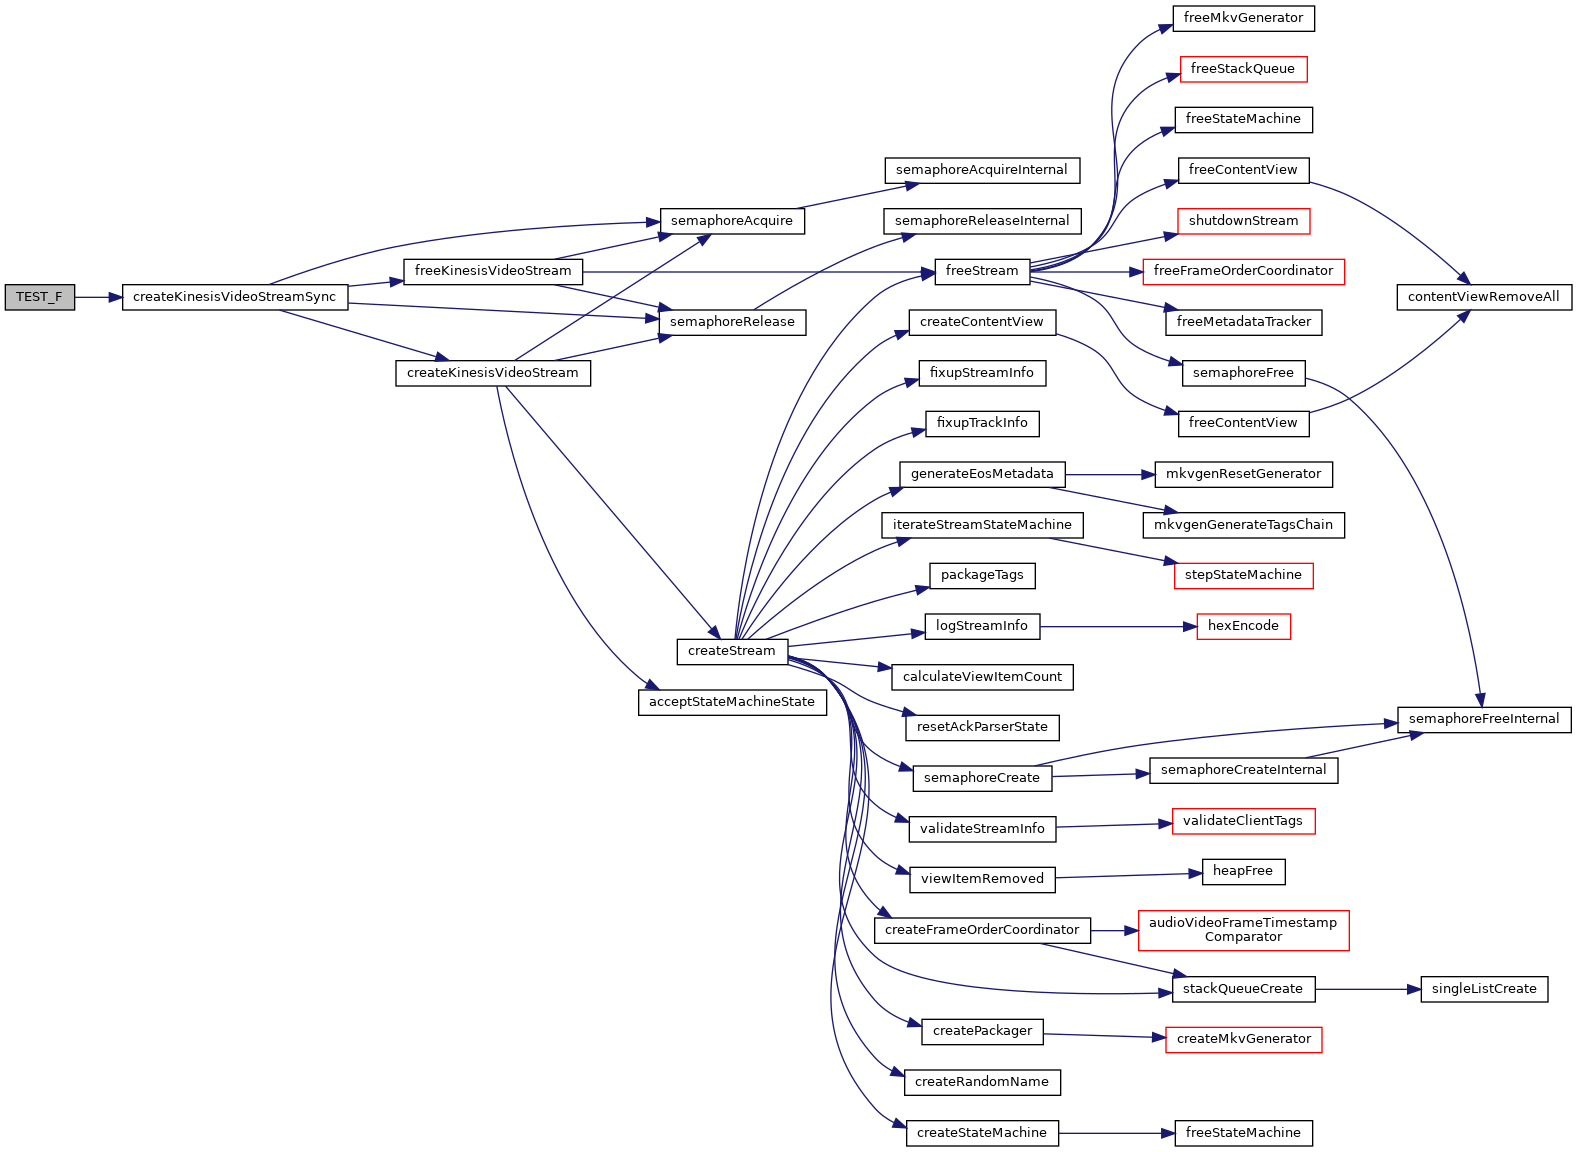 TEST_F
createKinesisVideoStreamSync
freeKinesisVideoStream
createKinesisVideoStream
semaphoreAcquire
semaphoreRelease
createStream
acceptStateMachineState
semaphoreAcquireInternal
semaphoreReleaseInternal
freeStream
createContentView
fixupStreamInfo
fixupTrackInfo
generateEosMetadata
iterateStreamStateMachine
packageTags
logStreamInfo
calculateViewItemCount
resetAckParserState
semaphoreCreate
validateStreamInfo
viewItemRemoved
createFrameOrderCoordinator
createPackager
createRandomName
createStateMachine
freeMkvGenerator
freeStackQueue
freeStateMachine
freeContentView
shutdownStream
freeFrameOrderCoordinator
freeMetadataTracker
semaphoreFree
freeContentView
mkvgenResetGenerator
mkvgenGenerateTagsChain
stepStateMachine
hexEncode
semaphoreCreateInternal
validateClientTags
heapFree
audioVideoFrameTimestamp
Comparator
stackQueueCreate
createMkvGenerator
freeStateMachine
contentViewRemoveAll
semaphoreFreeInternal
singleListCreate